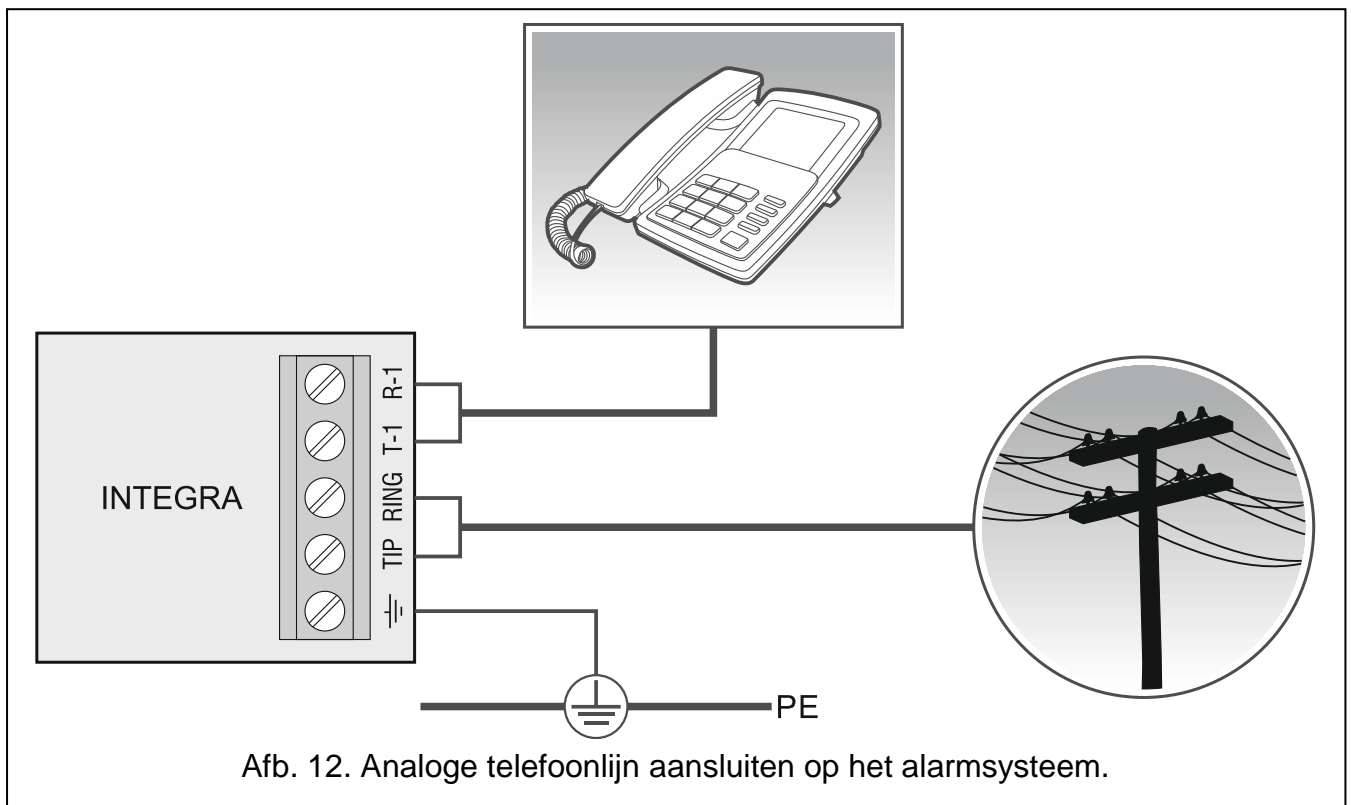 INTEGRA
R-1
T-1
RING
TIP
PE
Afb. 12. Analoge telefoonlijn aansluiten op het alarmsysteem.